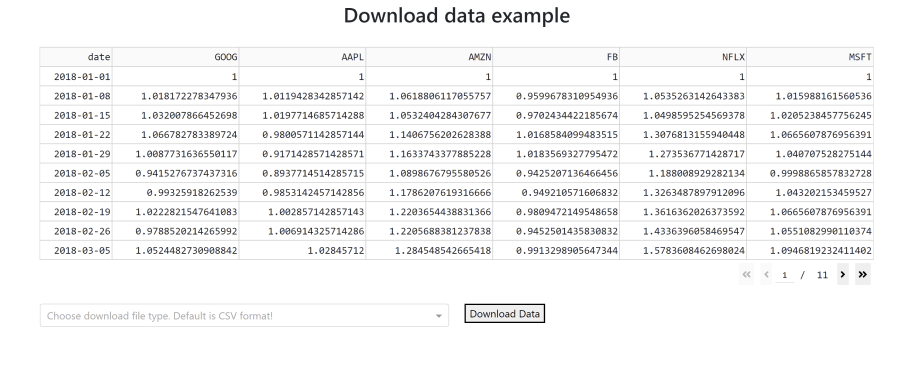 Download data example
date GOOG AAPL AMZN FB NFLX MSFT
2018-01-01 1 1 1 1 1 1
2018-01-08 1.018172278347936 1.0119428342857142 1.0618806117055757 0.9599678310954936 1.0535263142643383 1.015988161560536
2018-01-15 1.032007866452698 1.0197714685714288 1.0532404284307677 0.9702434422185674 1.0498595254569378 1.0205238457756245
2018-01-22 1.066782783389724 0.9800571142857144 1.1406756202628388 1.0168584099483515 1.3076813155940448 1.0665607876956391
2018-01-29 1.0087731636550117 0.9171428571428571 1.1633743377885228 1.0183569327795472 1.273536771428717 1.040707528275144
2018-02-05 0.9415276737437316 0.8937714514285715 1.0898676795580526 0.9425207136466456 1.188008929282134 0.9998865857832728
2018-02-12 0.99325918262539 0.9853142457142856 1.1786207619316666 0.949210571606832 1.3263487897912096 1.043202153459527
2018-02-19 1.0222821547641083 1.002857142857143 1.2203654438831366 0.9809472149548658 1.3616362026373592 1.0665607876956391
2018-02-26 0.9788520214265992 1.006914325714286 1.2205688381237838 0.9452501435830832 1.4336396058469547 1.0551082990110374
2018-03-05 1.0524482730908842 1.02845712 1.284548542665418 0.9913298905647344 1.5783608462698024 1.0946819232411402
1 / 11
Choose download file type. Default is CSV format! Download Data